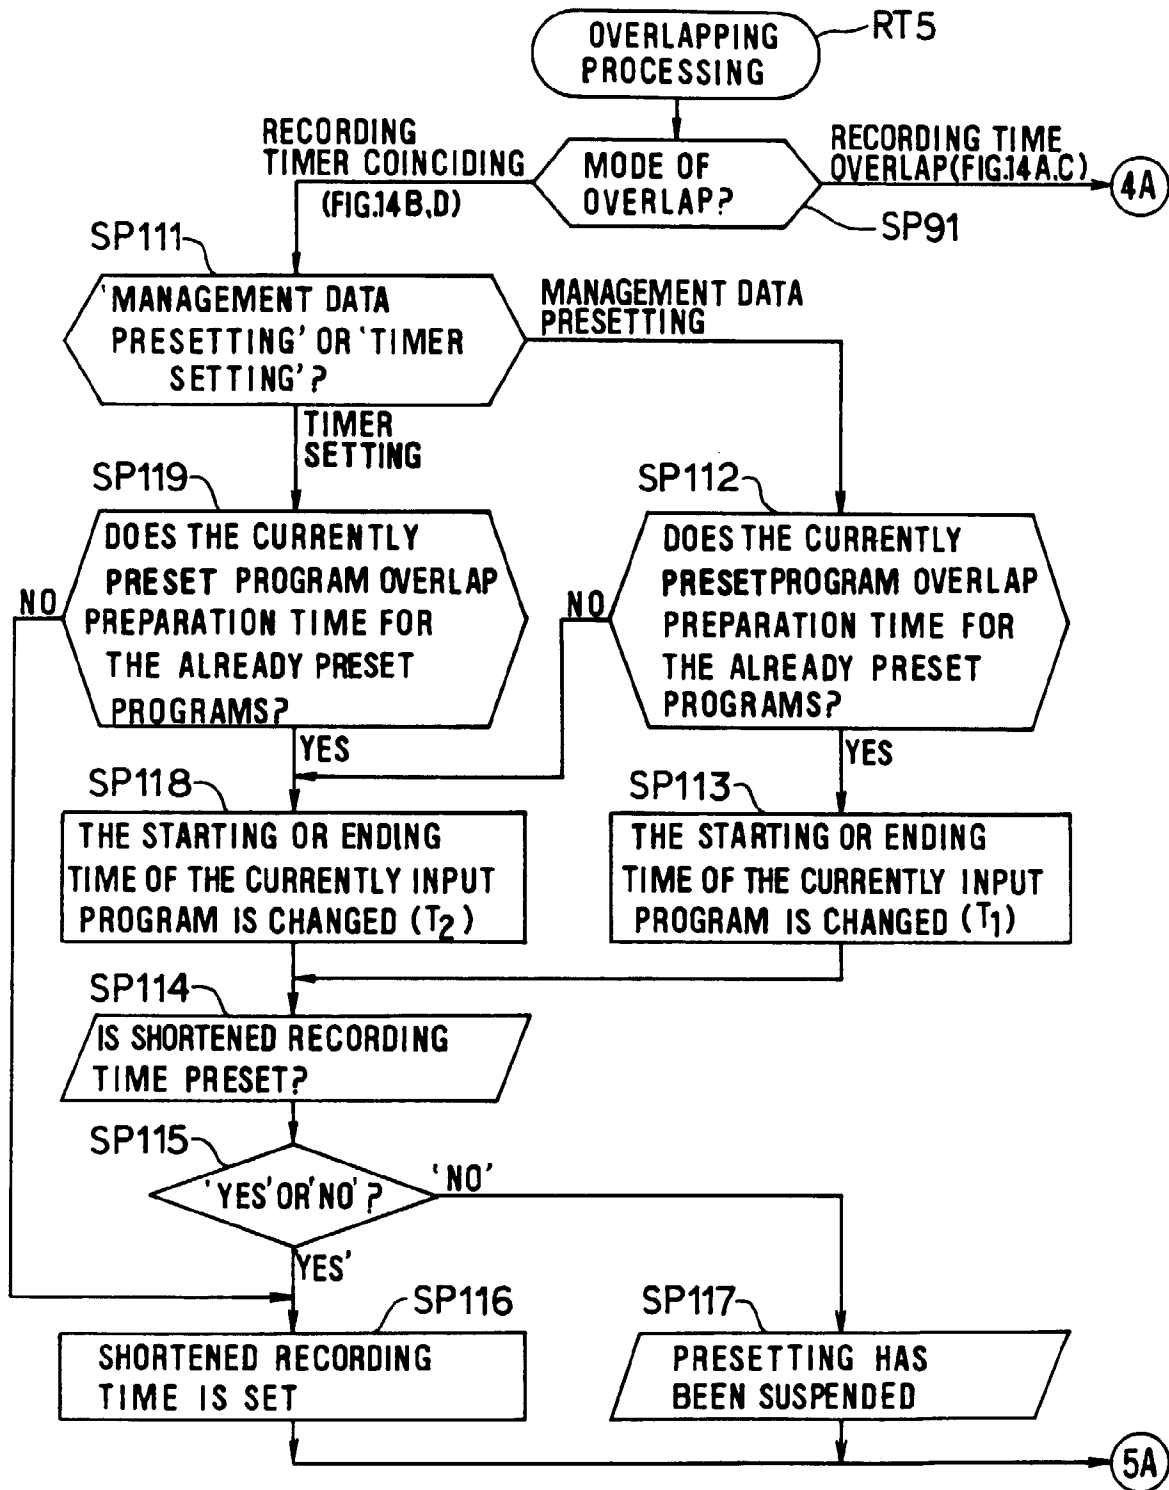 OVERLAPPING
PROCESSING
RT5
RECORDING
TIMER COINCIDING
(FIG.14B,D)
MODE OF
OVERLAP?
RECORDING TIME
OVERLAP(FIG.14A.C)
4A
SP91
SP111
'MANAGEMENT DATA
PRESETTING' OR 'TIMER
SETTING'?
MANAGEMENT DATA
PRESETTING
TIMER
SETTING
SP119
DOES THE CURRENTLY
PRESET PROGRAM OVERLAP
PREPARATION TIME FOR
THE ALREADY PRESET
PROGRAMS?
NO
YES
SP112
DOES THE CURRENTLY
PRESETPROGRAM OVERLAP
PREPARATION TIME FOR
THE ALREADY PRESET
PROGRAMS?
NO
YES
SP118
THE STARTING OR ENDING
TIME OF THE CURRENTLY INPUT
PROGRAM IS CHANGED (T2)
SP113
THE STARTING OR ENDING
TIME OF THE CURRENTLY INPUT
PROGRAM IS CHANGED (T1)
SP114
IS SHORTENED RECORDING
TIME PRESET?
SP115
'YES'OR'NO'?
'NO'
YES'
SP116
SHORTENED RECORDING
TIME IS SET
SP117
PRESETTING HAS
BEEN SUSPENDED
5A